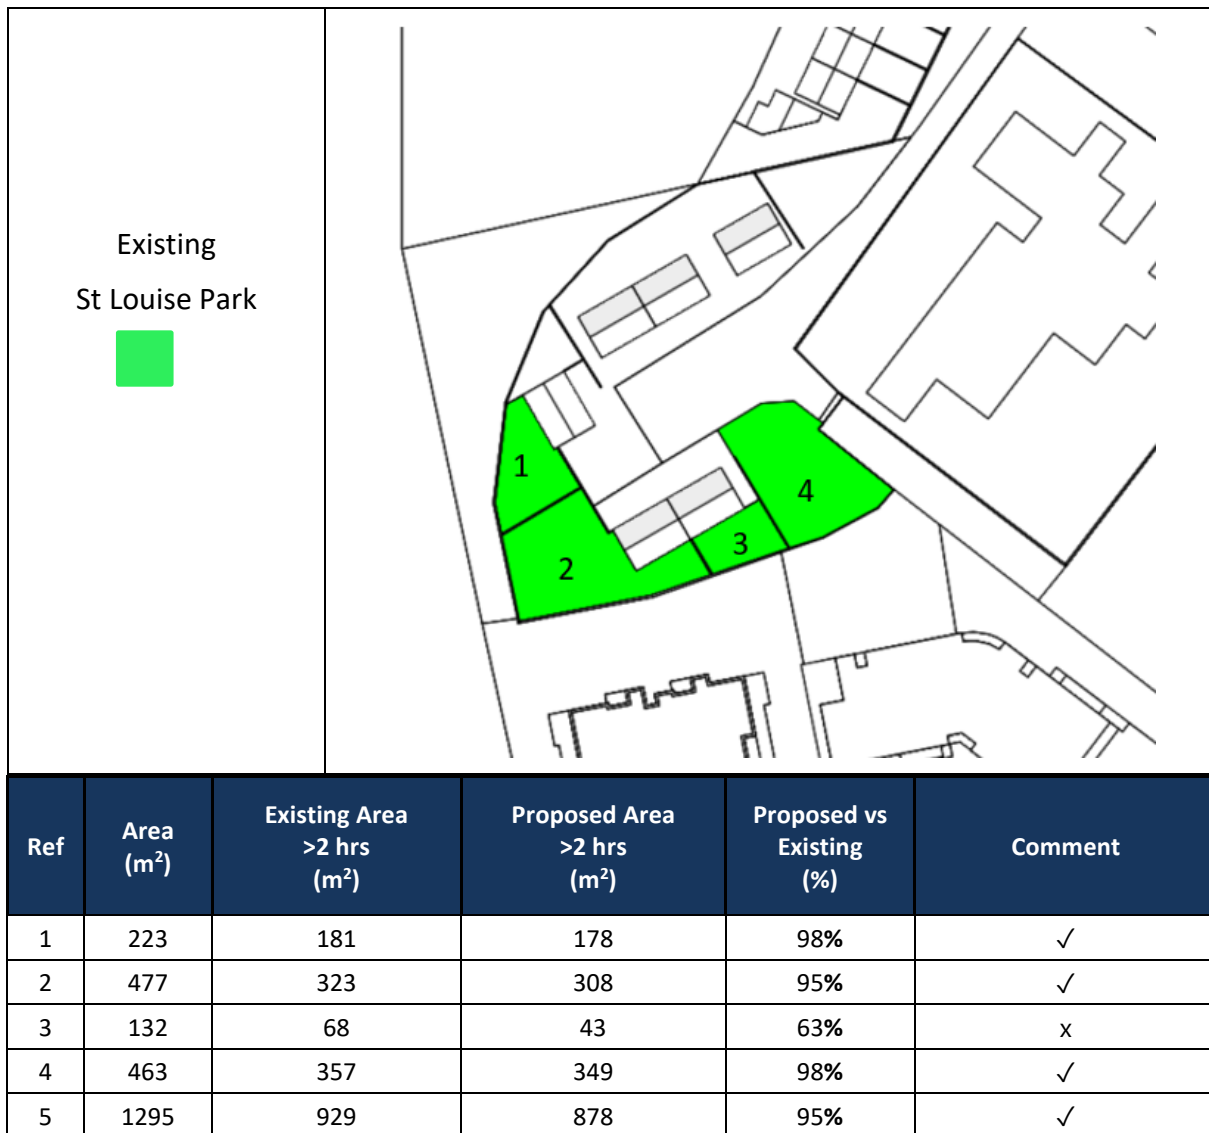 Existing
St Louise Park
1
2
3
4
Ref
Area
(m²)
Existing Area
>2 hrs
(m²)
Proposed Area
>2 hrs
(m²)
Proposed vs
Existing
(%)
Comment
1 223 181 178 98% √
2 477 323 308 95% √
3 132 68 43 63% x
4 463 357 349 98% √
5 1295 929 878 95% √